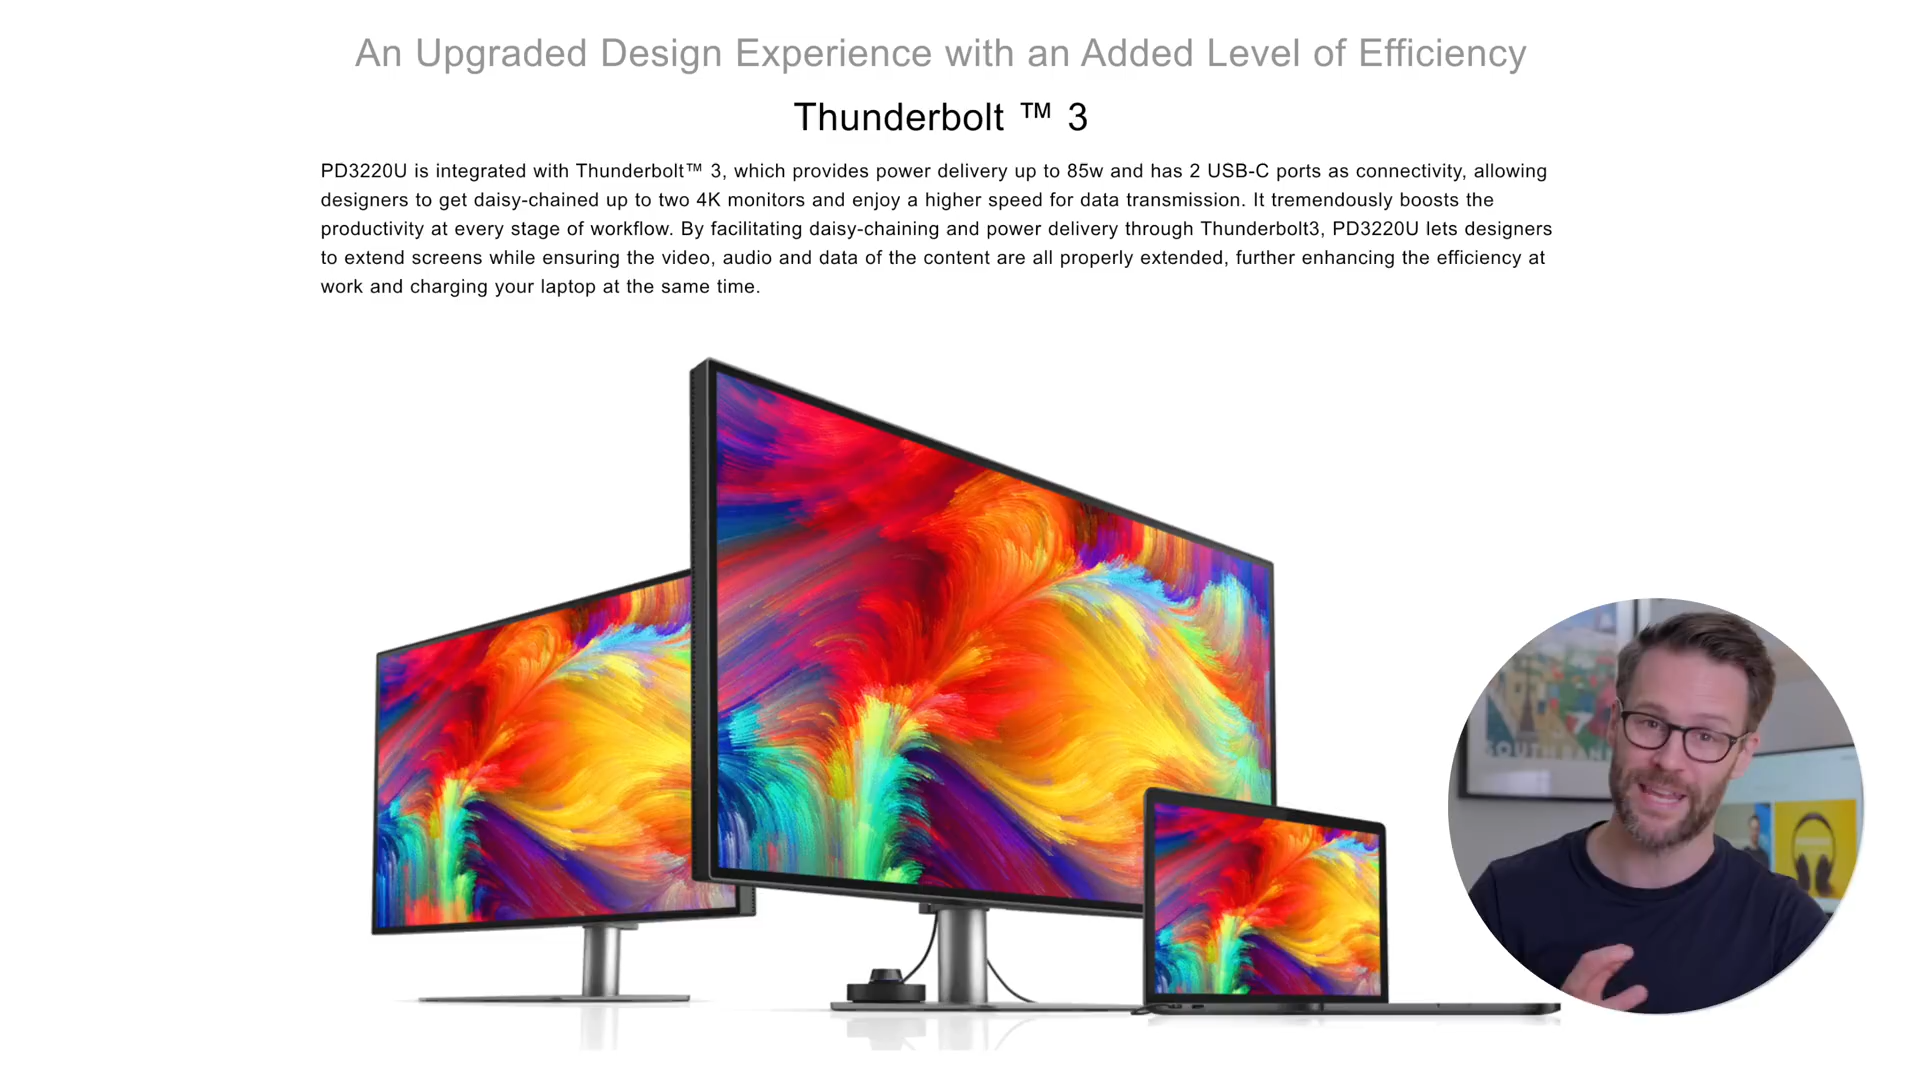 An Upgraded Design Experience with an Added Level of Efficiency
Thunderbolt ™ 3
PD3220U is integrated with Thunderbolt™ 3, which provides power delivery up to 85w and has 2 USB-C ports as connectivity, allowing
designers to get daisy-chained up to two 4K monitors and enjoy a higher speed for data transmission. It tremendously boosts the
productivity at every stage of workflow. By facilitating daisy-chaining and power delivery through Thunderbolt3, PD3220U lets designers
to extend screens while ensuring the video, audio and data of the content are all properly extended, further enhancing the efficiency at
work and charging your laptop at the same time.
SOUTH BANK